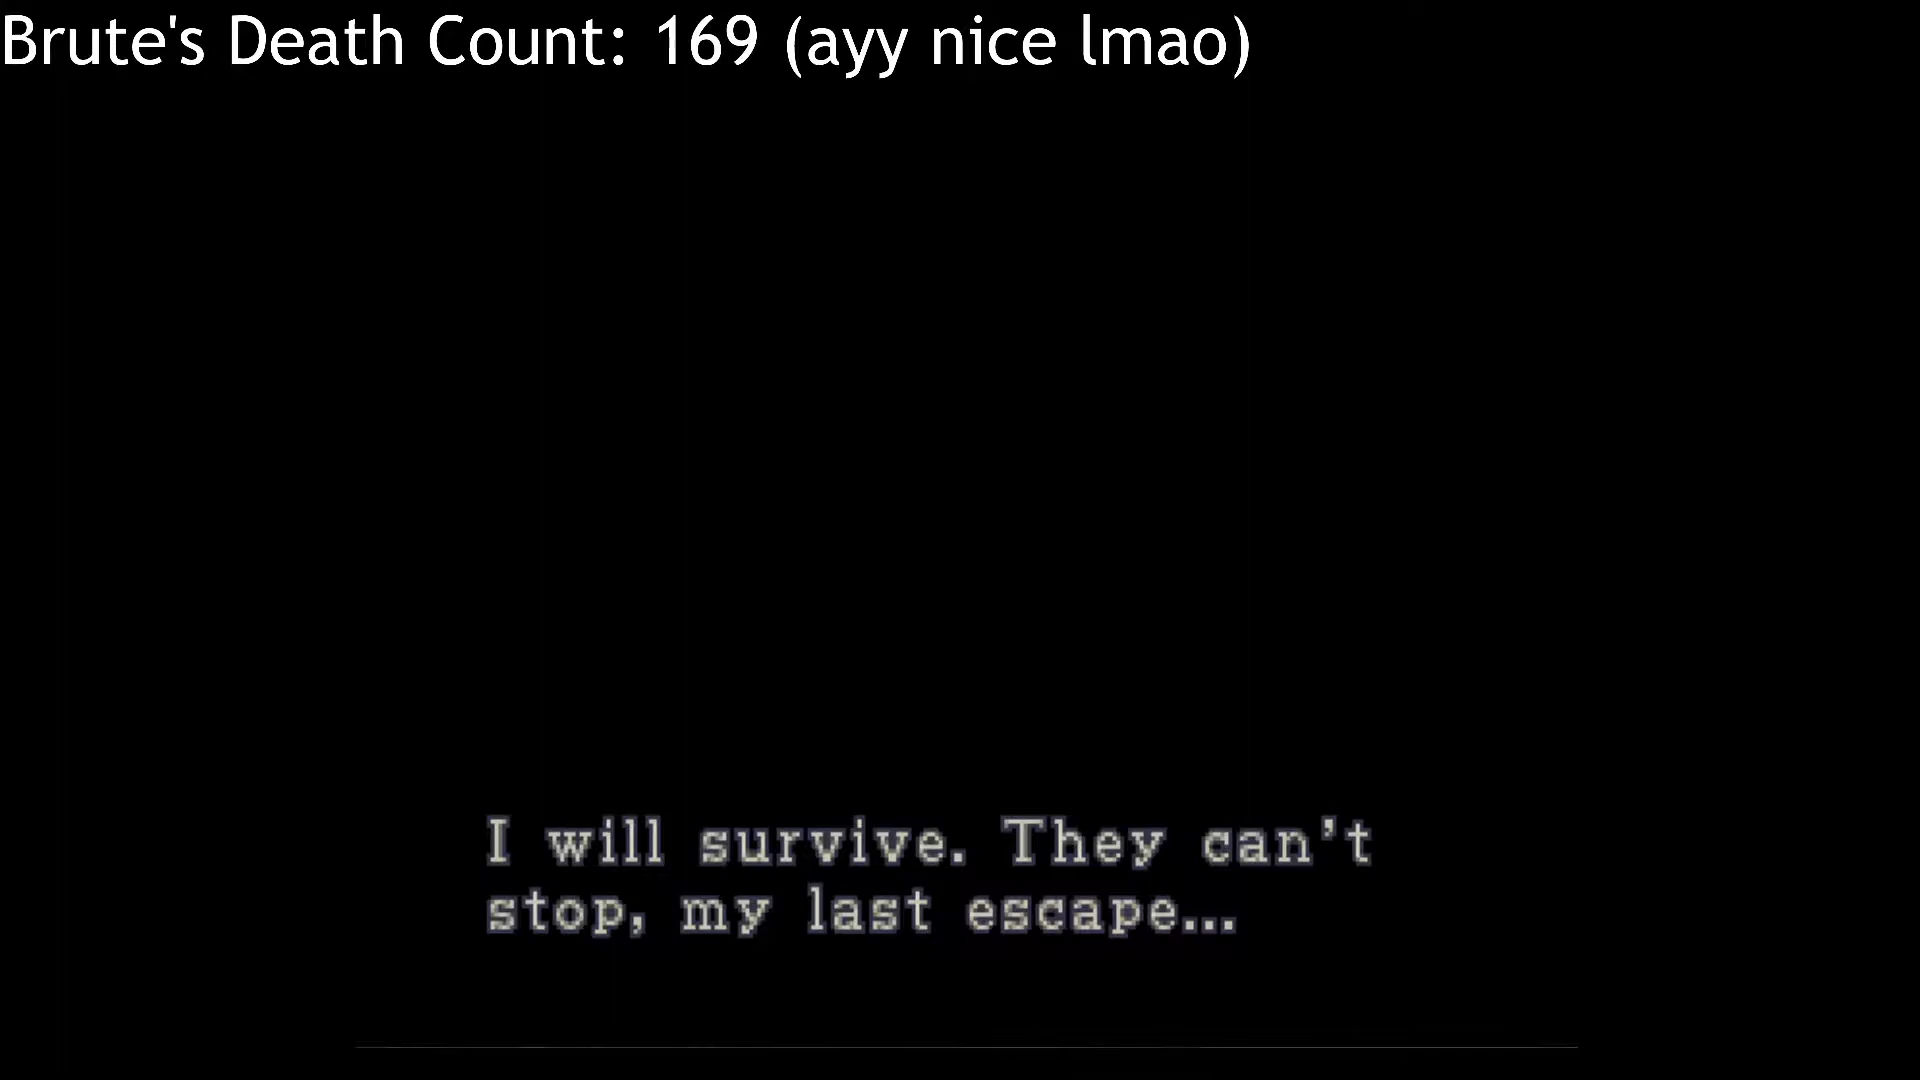 Brute's Death Count: 169 (ayy nice lmao)
I will survive. They can't
stop, my last escape...